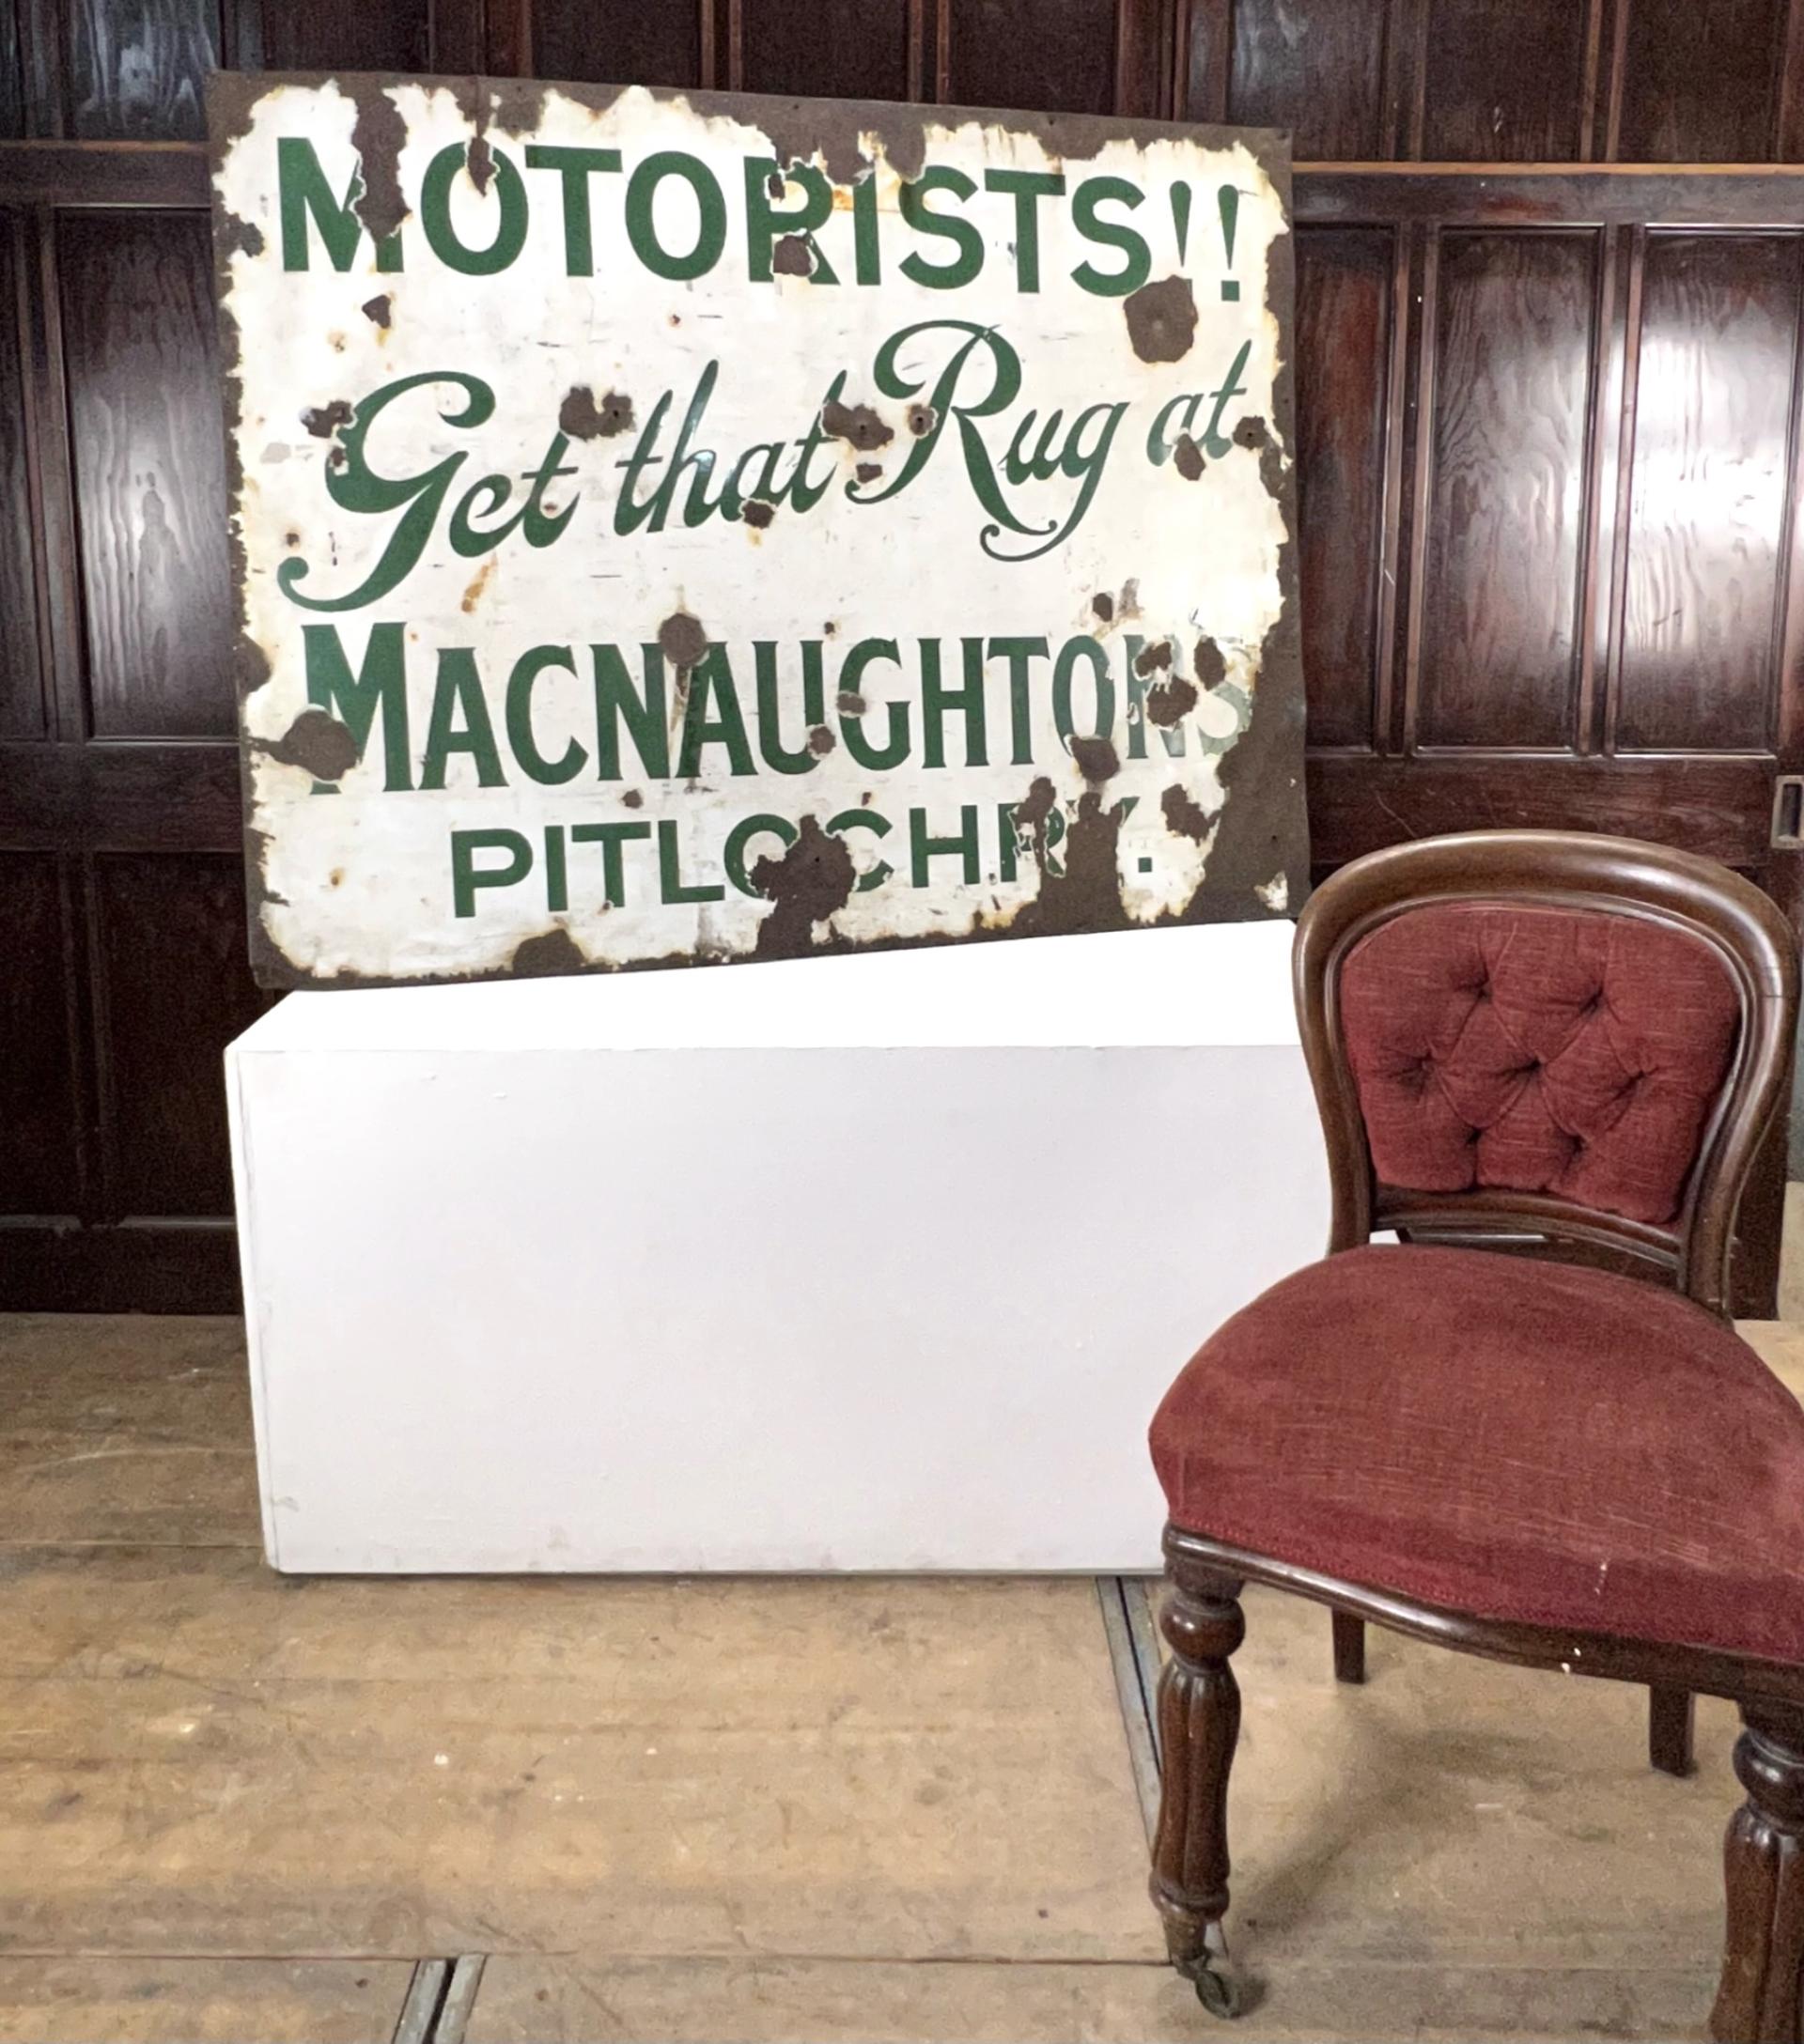 MOTORISTS!!
Get that Rug at
MACNAUGHTONS
PITLOCHRY.